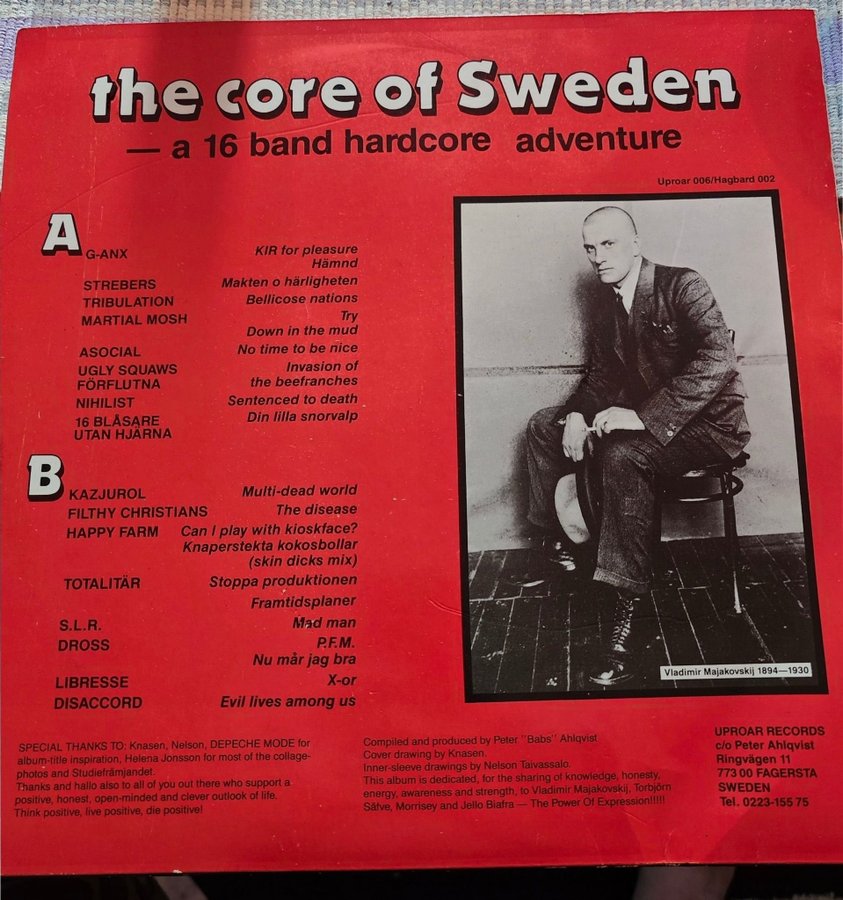 the core of Sweden
— a 16 band hardcore adventure
Uproar 006/Hagbard 002
A
G-ANX KIR for pleasure
Hämnd
STREBERS Makten o härligheten
TRIBULATION Bellicose nations
MARTIAL MOSH Try
Down in the mud
ASOCIAL No time to be nice
UGLY SQUAWS Invasion of
FÖRFLUTNA the beefranches
NIHILIST Sentenced to death
16 BLÅSARE Din lilla snorvalp
UTAN HJÄRNA
B
KAZJUROL Multi-dead world
FILTHY CHRISTIANS The disease
HAPPY FARM Can I play with kioskface?
Knaperstekta kokosbollar
(skin dicks mix)
TOTALITÄR Stoppa produktionen
Framtidsplaner
S.L.R. Mad man
DROSS P.F.M.
Nu mår jag bra
LIBRESSE X-or
DISACCORD Evil lives among us
Vladimir Majakovskij 1894—1930
SPECIAL THANKS TO: Knasen, Nelson, DEPECHE MODE for
album-title inspiration, Helena Jonsson for most of the collage-
photos and Studiefrämjandet.
Thanks and hallo also to all of you out there who support a
positive, honest, open-minded and clever outlook of life.
Think positive, live positive, die positive!
Compiled and produced by Peter "Babs" Ahlqvist
Cover drawing by Knasen.
Inner-sleeve drawings by Nelson Taivassalo.
This album is dedicated, for the sharing of knowledge, honesty,
energy, awareness and strength, to Vladimir Majakovskij, Torbjörn
Säfve, Morrisey and Jello Biafra — The Power Of Expression!!!!!
UPROAR RECORDS
c/o Peter Ahlqvist
Ringvägen 11
773 00 FAGERSTA
SWEDEN
Tel. 0223-155 75